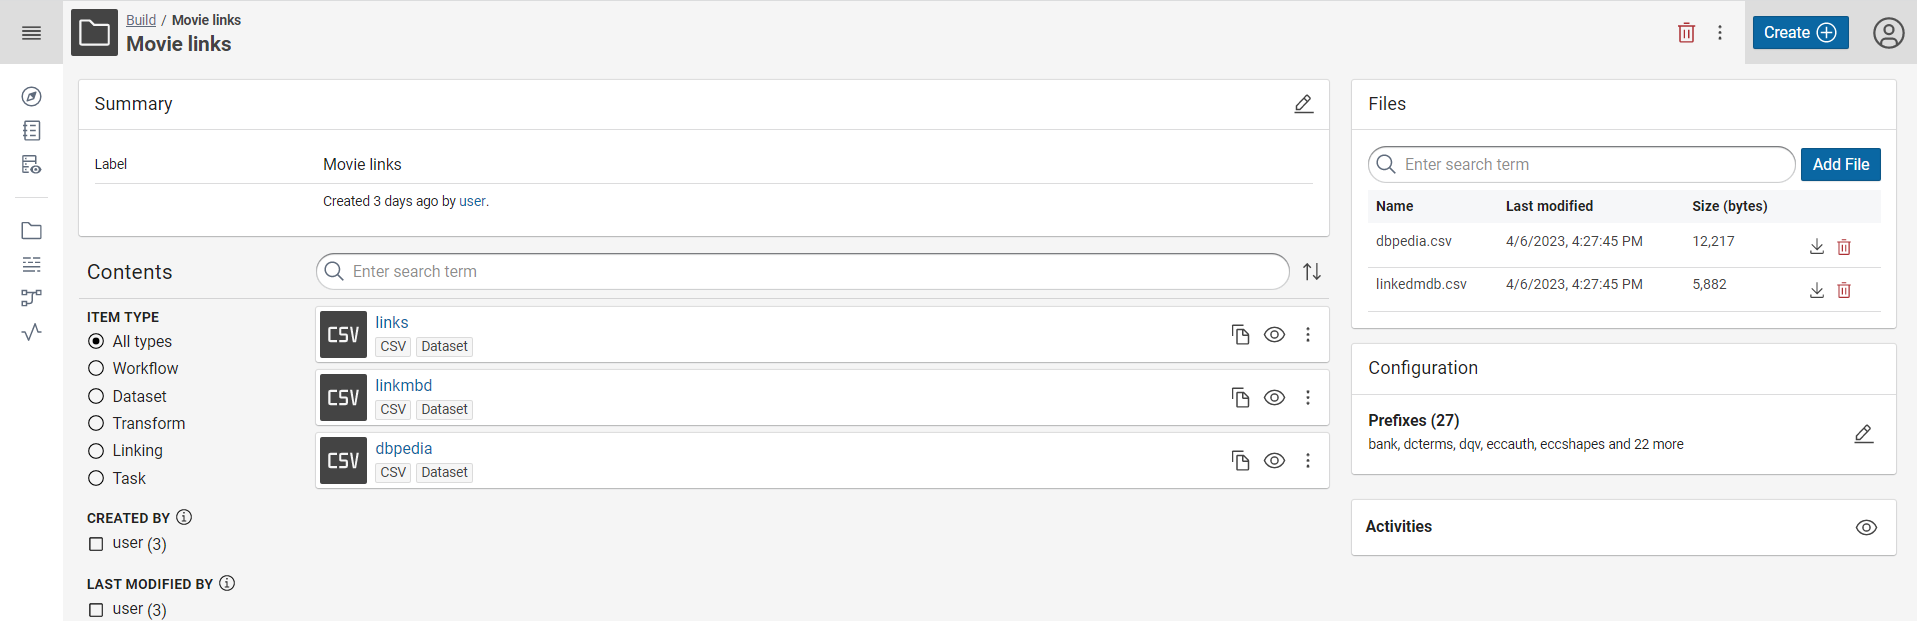 Build / Movie links
Movie links
Create
Summary
Label
Movie links
Created 3 days ago by user.
Contents
Enter search term
ITEM TYPE
All types
Workflow
Dataset
Transform
Linking
Task
CREATED BY
user (3)
LAST MODIFIED BY
user (3)
CSV
links
CSV Dataset
CSV
linkmbd
CSV Dataset
CSV
dbpedia
CSV Dataset
Files
Enter search term
Add File
Name Last modified Size (bytes)
dbpedia.csv 4/6/2023, 4:27:45 PM 12,217
linkedmdb.csv 4/6/2023, 4:27:45 PM 5,882
Configuration
Prefixes (27)
bank, dcterms, dqv, eccauth, eccshapes and 22 more
Activities